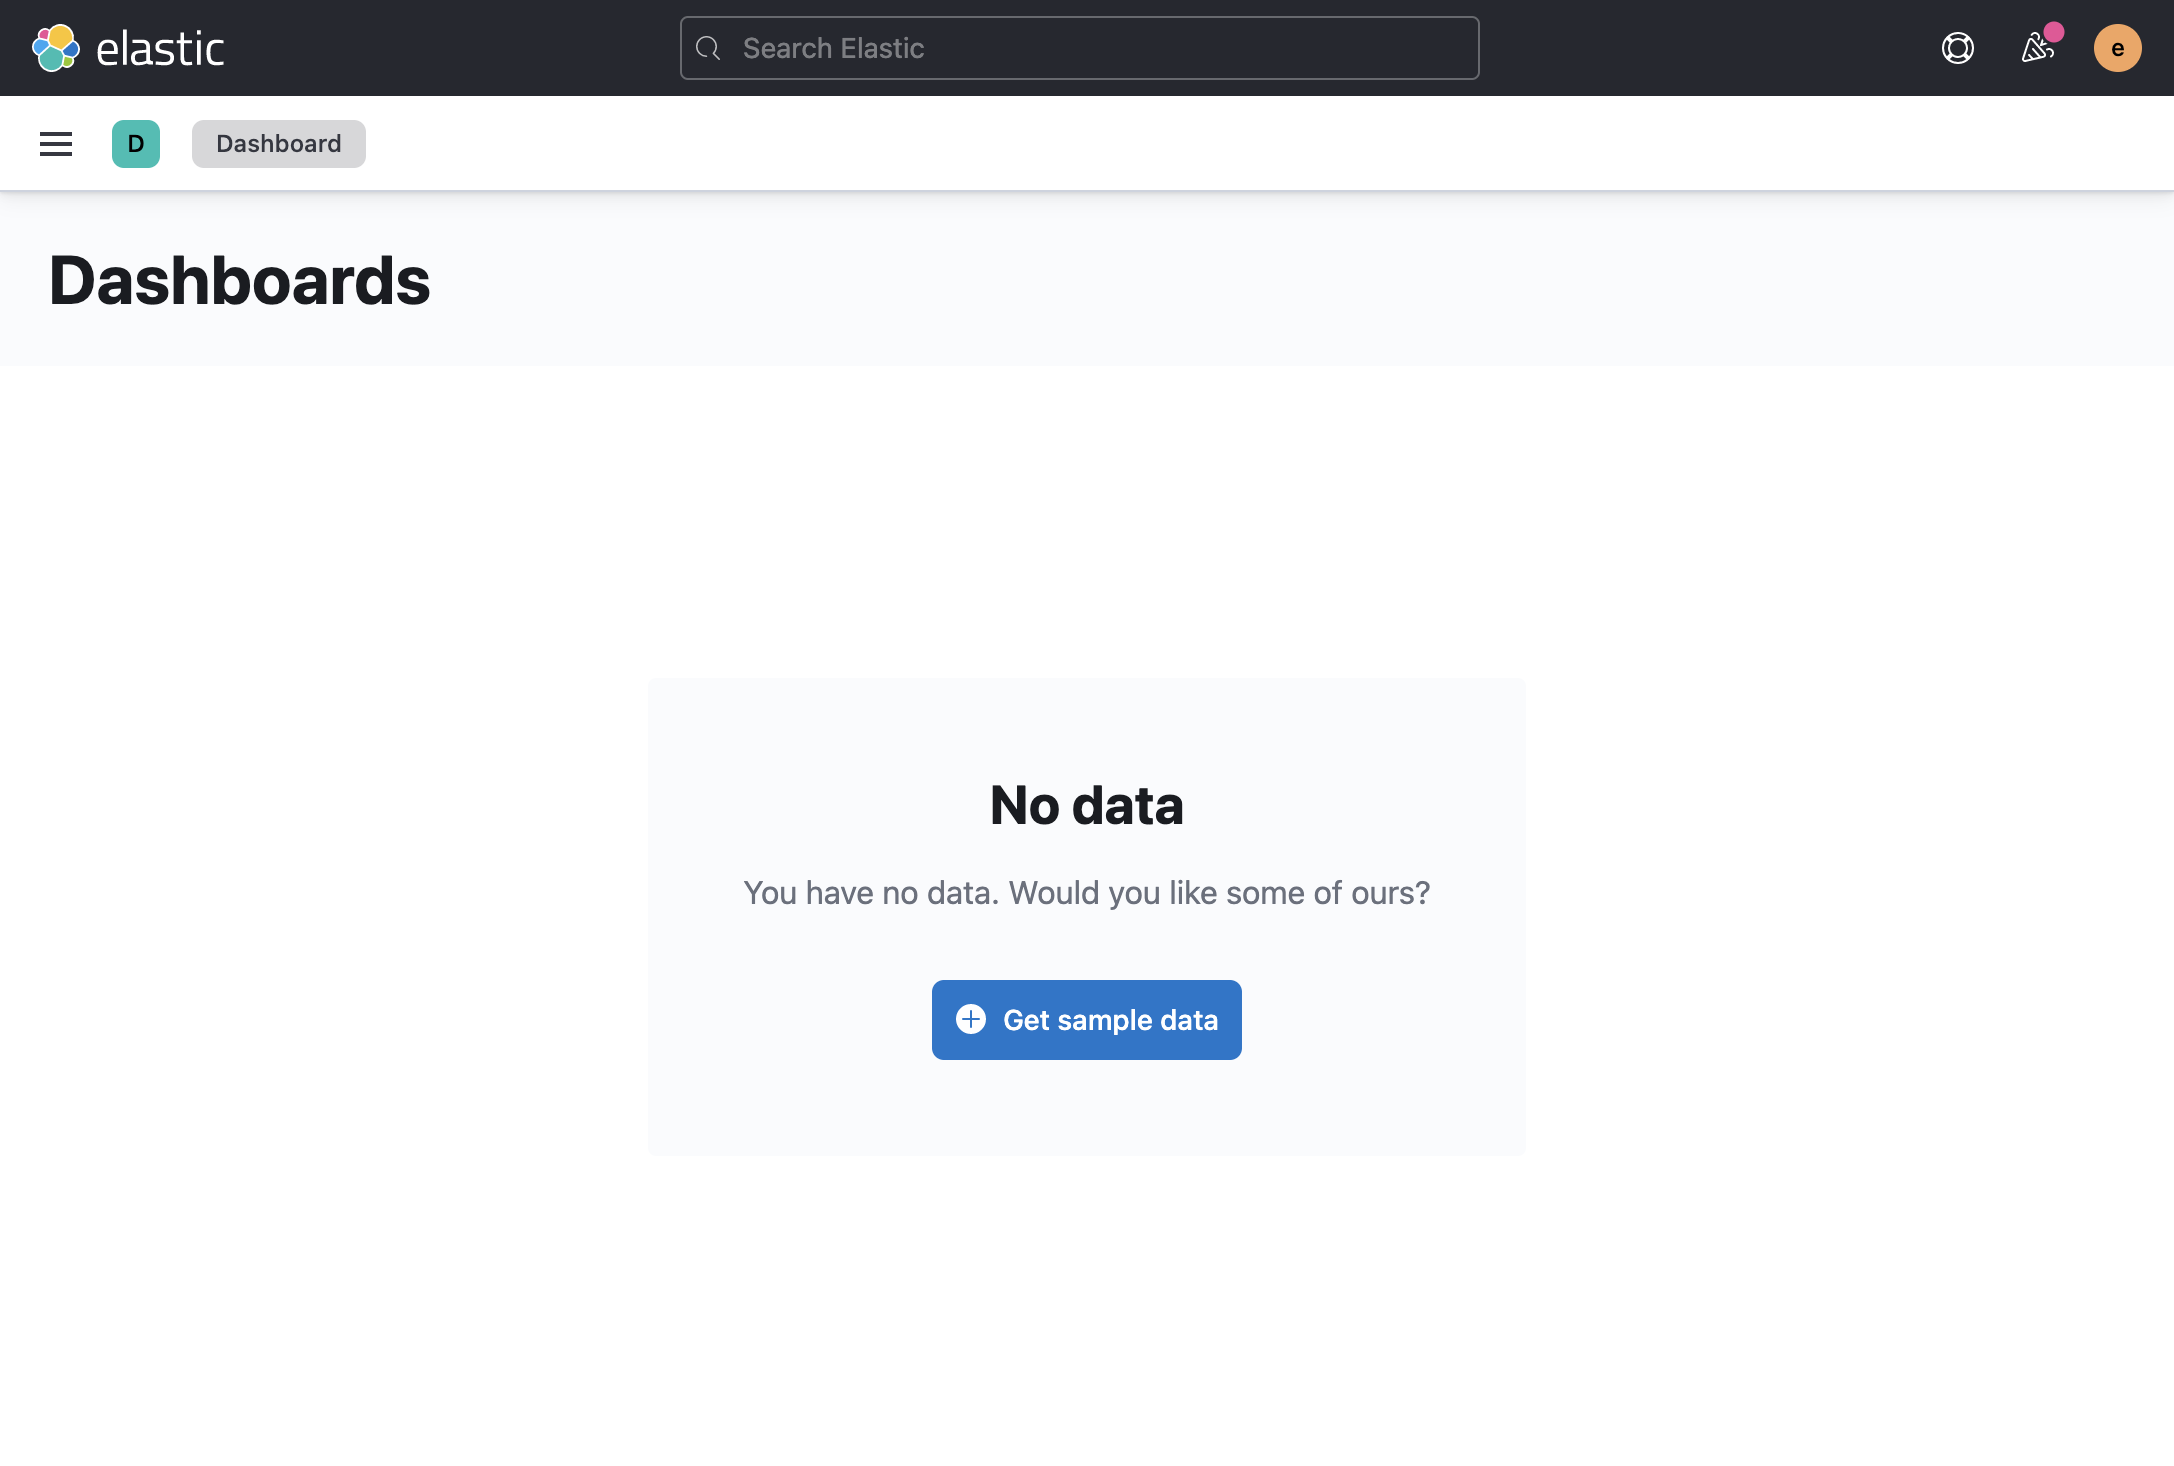 elastic
Search Elastic
e
D
Dashboard
Dashboards
No data
You have no data. Would you like some of ours?
Get sample data